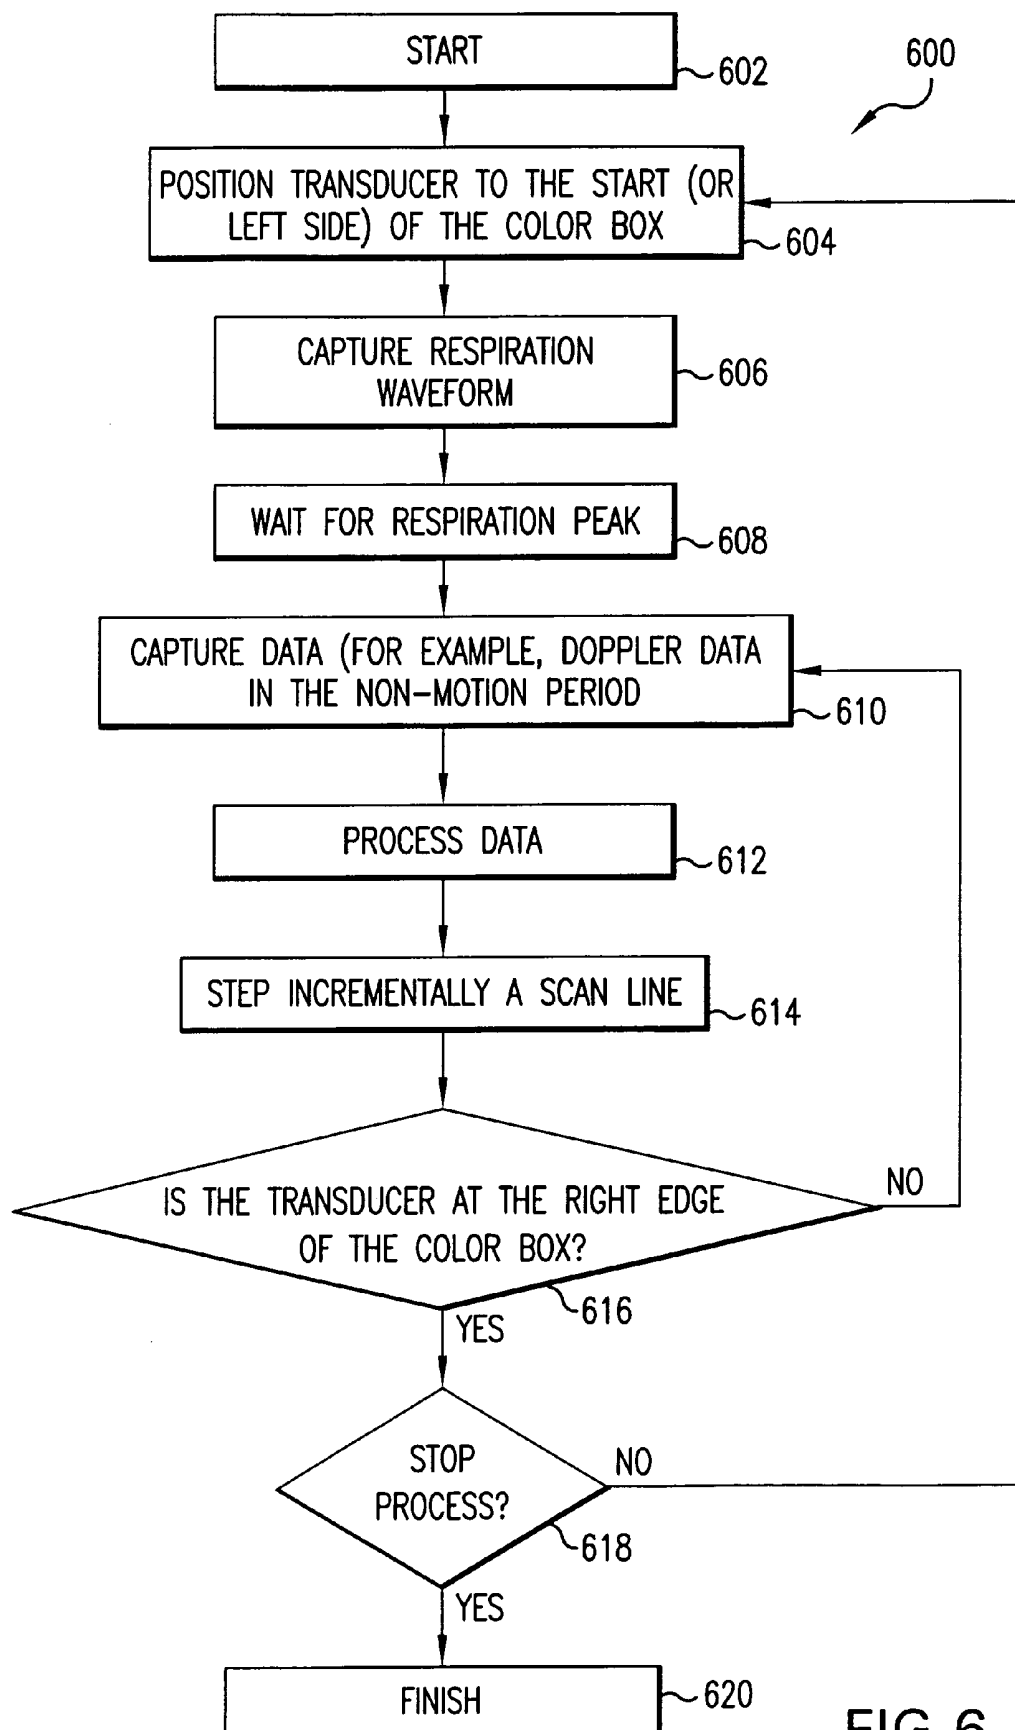 START
602
600
POSITION TRANSDUCER TO THE START (OR
LEFT SIDE) OF THE COLOR BOX
604
CAPTURE RESPIRATION
WAVEFORM
606
WAIT FOR RESPIRATION PEAK
608
CAPTURE DATA (FOR EXAMPLE, DOPPLER DATA
IN THE NON-MOTION PERIOD
610
PROCESS DATA
612
STEP INCREMENTALLY A SCAN LINE
614
IS THE TRANSDUCER AT THE RIGHT EDGE
OF THE COLOR BOX?
NO
616
YES
STOP
PROCESS?
NO
618
YES
FINISH
620
FIG. 6